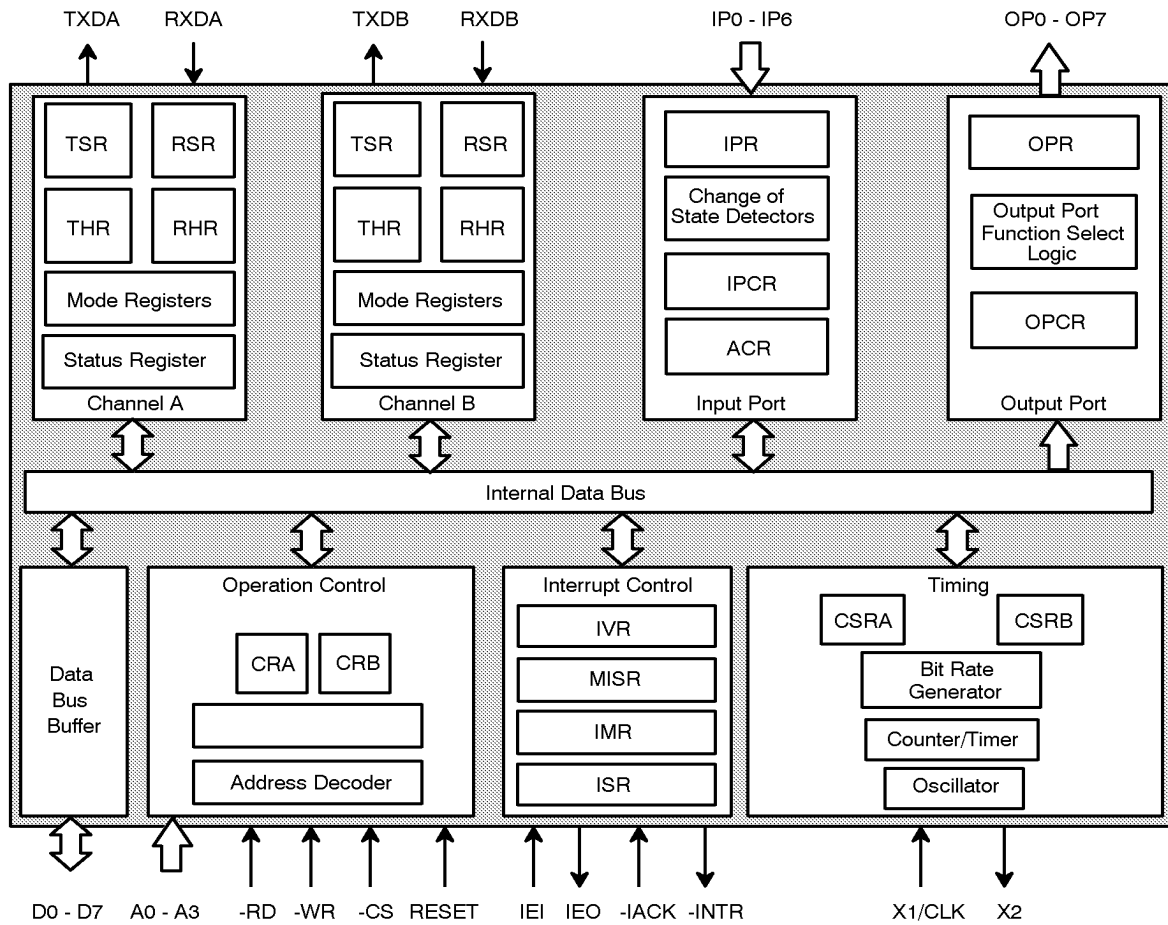 TXDA RXDA TXDB RXDB IP0 - IP6 OP0 - OP7
TSR RSR TSR RSR IPR OPR
THR RHR THR RHR
Change of
State Detectors
Output Port
Function Select
Logic
Mode Registers Mode Registers IPCR OPCR
Status Register Status Register ACR
Channel A Channel B Input Port Output Port
Internal Data Bus
Data
Bus
Buffer
Operation Control
CRA CRB
Address Decoder
Interrupt Control
IVR
MISR
IMR
ISR
Timing
CSRA CSRB
Bit Rate
Generator
Counter/Timer
Oscillator
D0 - D7 A0 - A3 -RD -WR -CS RESET IEI IEO -IACK -INTR X1/CLK X2